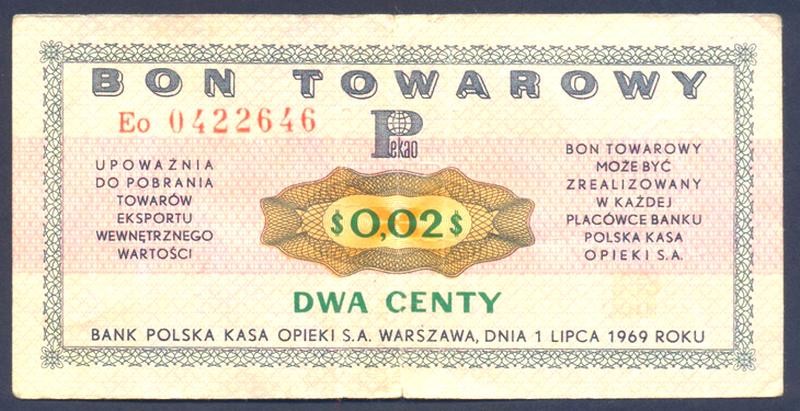 BON TOWAROWY
Eo 0422646
Pekao
UPOWAŻNIA
DO POBRANIA
TOWARÓW
EKSPORTU
WEWNĘTRZNEGO
WARTOŚCI
$ 0,02 $
BON TOWAROWY
MOŻE BYĆ
ZREALIZOWANY
W KAŻDEJ
PLACÓWCE BANKU
POLSKA KASA
OPIEKI S.A.
DWA CENTY
BANK POLSKA KASA OPIEKI S.A. WARSZAWA, DNIA 1 LIPCA 1969 ROKU